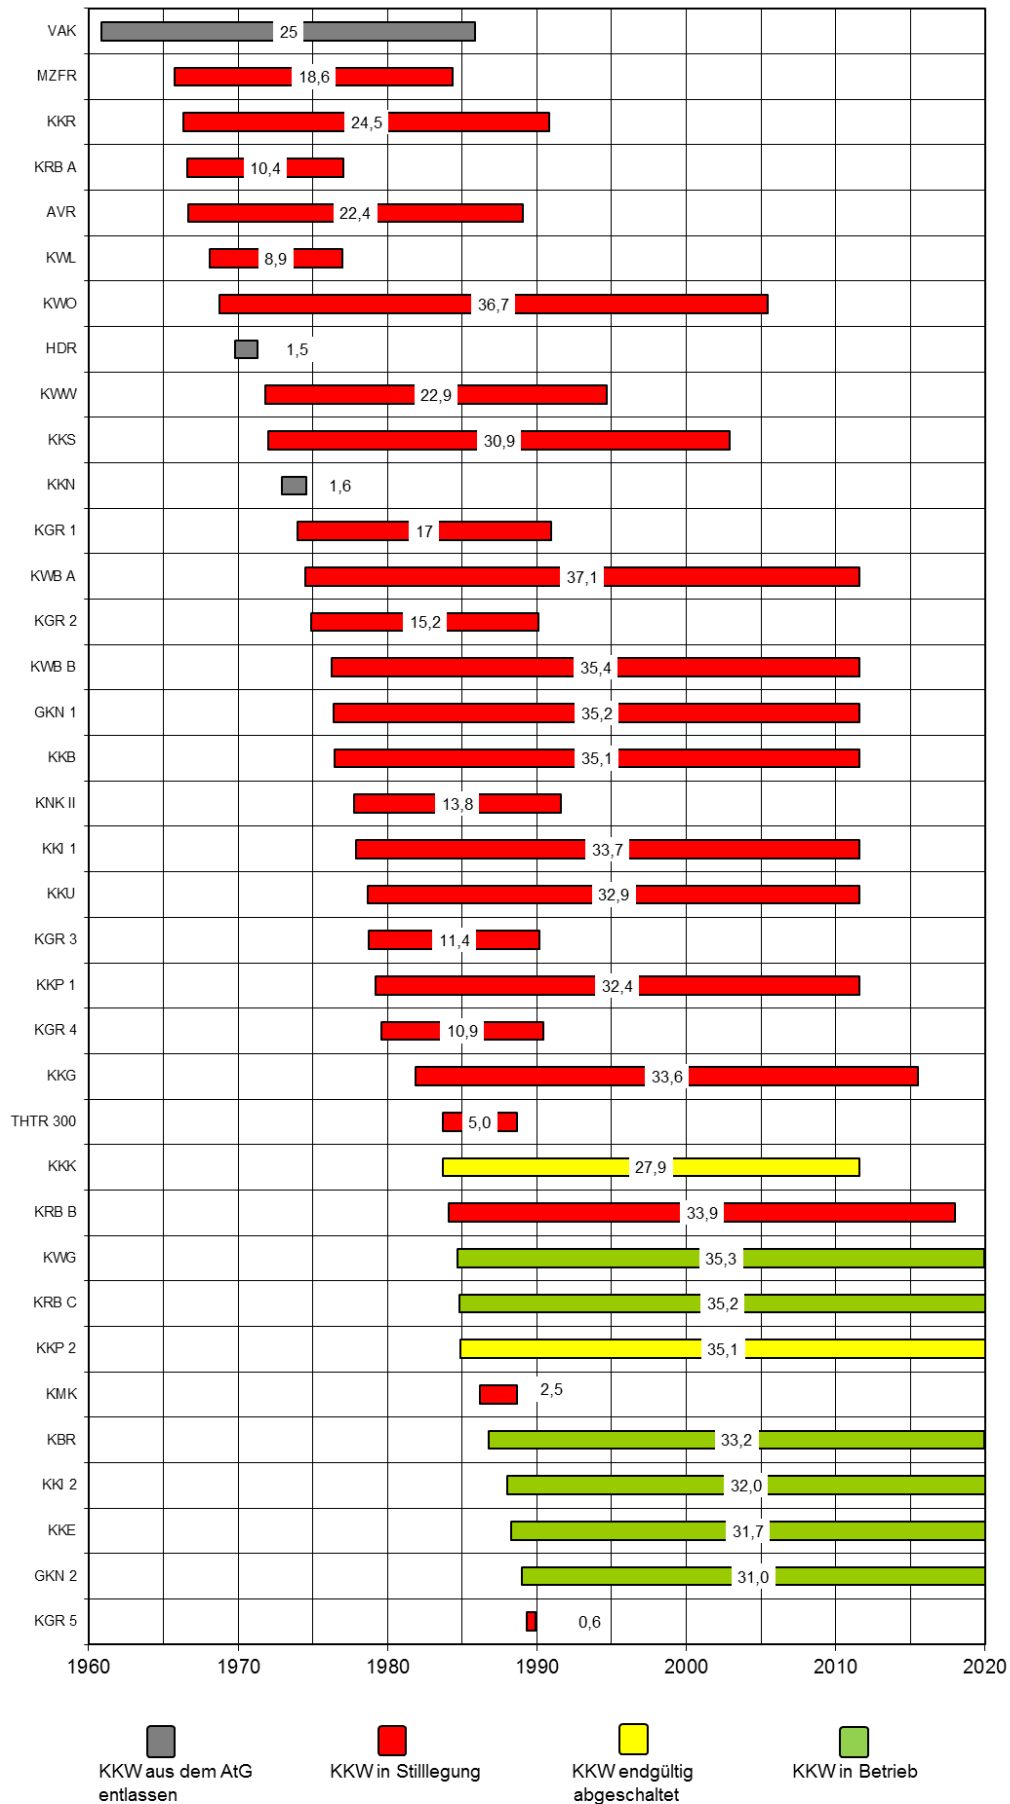 VAK 25
MZFR 18,6
KKR 24,5
KRB A 10,4
AVR 22,4
KWL 8,9
KWO 36,7
HDR 1,5
KWW 22,9
KKS 30,9
KKN 1,6
KGR 1 17
KWB A 37,1
KGR 2 15,2
KWB B 35,4
GKN 1 35,2
KKB 35,1
KNK II 13,8
KKI 1 33,7
KKU 32,9
KGR 3 11,4
KKP 1 32,4
KGR 4 10,9
KKG 33,6
THTR 300 5,0
KKK 27,9
KRB B 33,9
KWG 35,3
KRB C 35,2
KKP 2 35,1
KMK 2,5
KBR 33,2
KKI 2 32,0
KKE 31,7
GKN 2 31,0
KGR 5 0,6
1960 1970 1980 1990 2000 2010 2020
KKW aus dem AtG
entlassen
KKW in Stilllegung
KKW endgültig
abgeschaltet
KKW in Betrieb